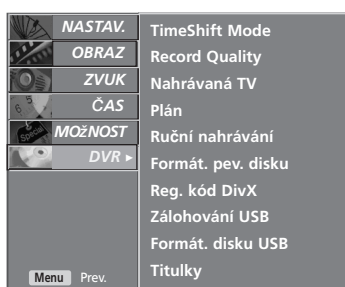 NASTAV.
OBRAZ
ZVUK
ČAS
MOžNOST
DVR ►
Menu Prev.
TimeShift Mode
Record Quality
Nahrávaná TV
Plán
Ruční nahrávání
Formát. pev. disku
Reg. kód DivX
Zálohování USB
Formát. disku USB
Titulky